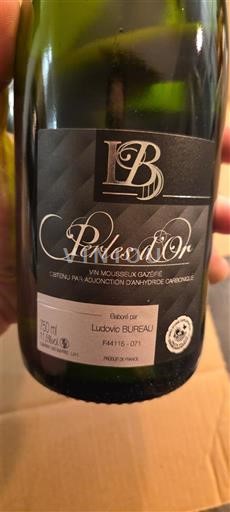 LB
Perles d'Or
VIN MOUSSEUX GAZÉIFIÉ
OBTENU PAR ADJONCTION D'ANHYDRIDE CARBONIQUE
Elaboré par
Ludovic BUREAU
F44115 - 071
PRODUIT DE FRANCE
750 ml